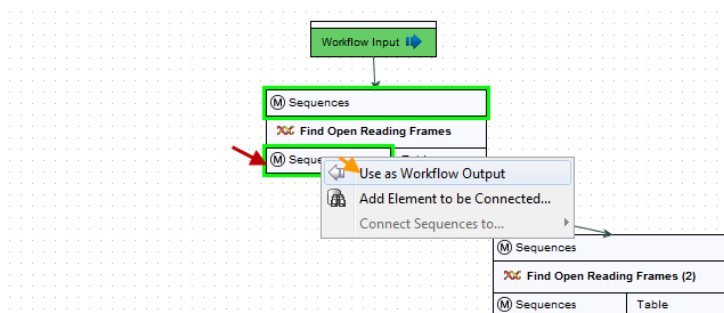 Workflow Input
M Sequences
Find Open Reading Frames
M Seque
Use as Workflow Output
Add Element to be Connected...
Connect Sequences to...
M Sequences
Find Open Reading Frames (2)
M Sequences Table